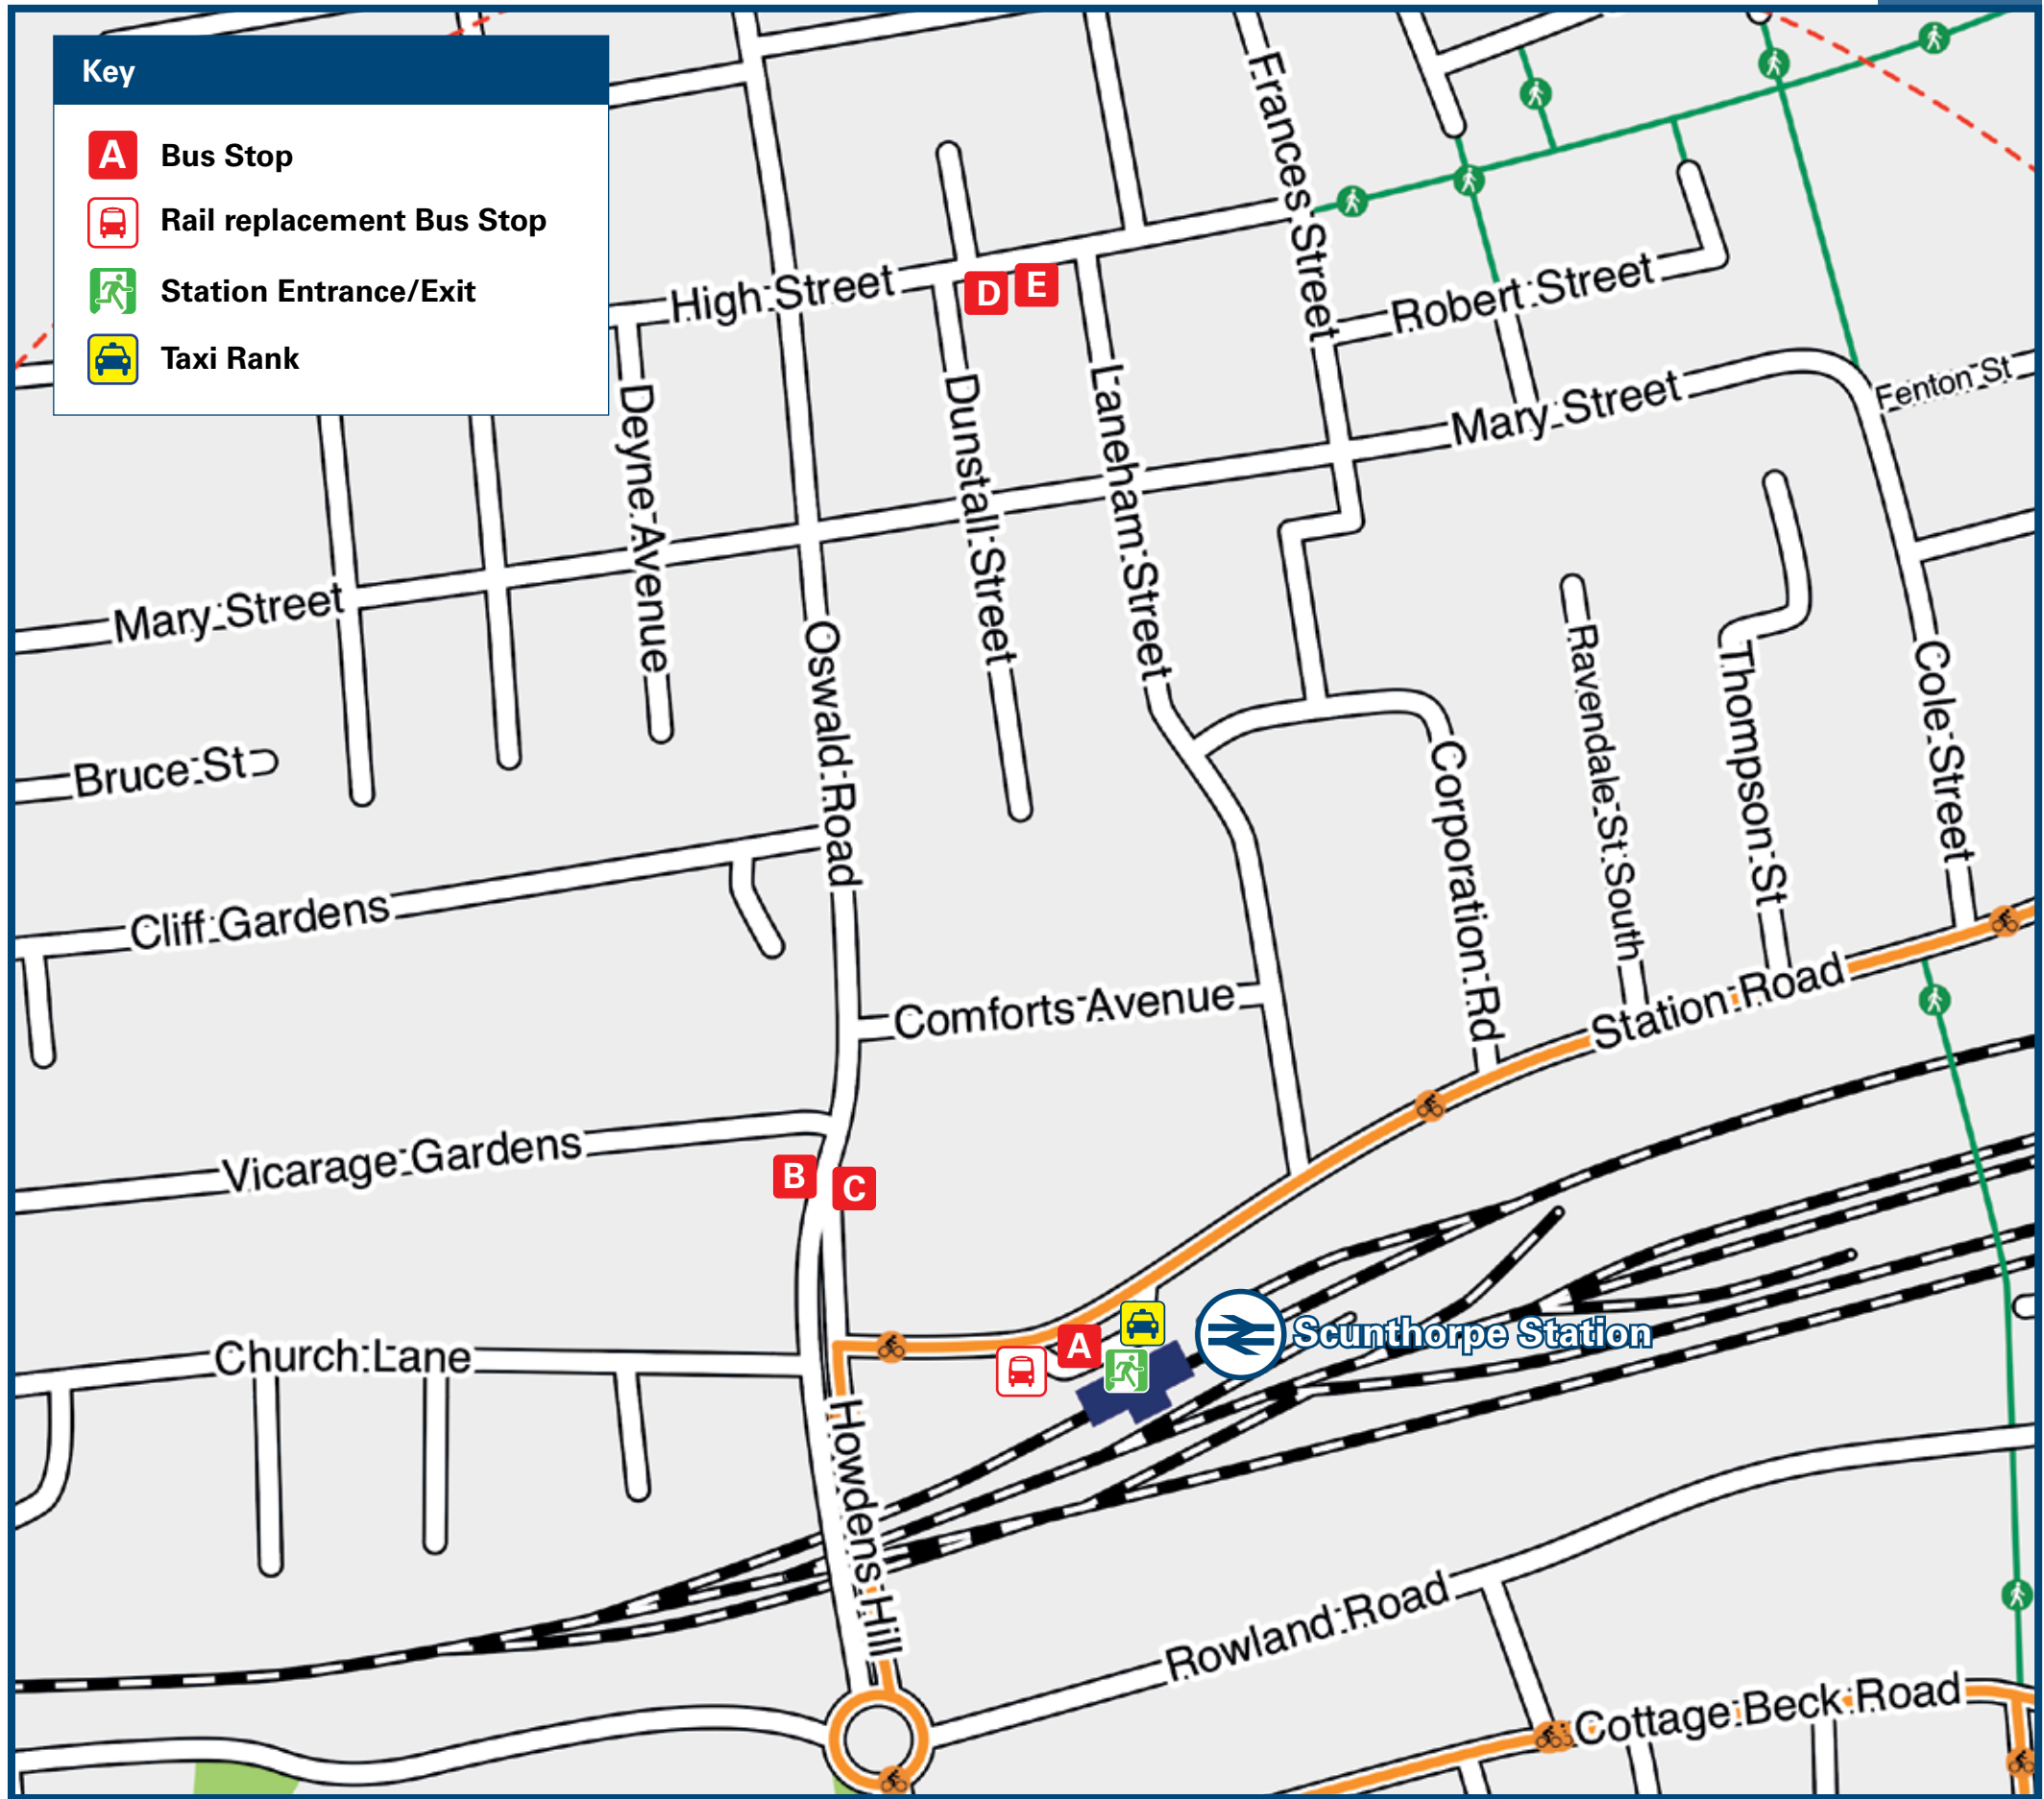 Key
A Bus Stop
Rail replacement Bus Stop
Station Entrance/Exit
Taxi Rank
Frances Street
High Street
D
E
Robert Street
Mary Street
Fenton St
Deyne Avenue
Dunstall Street
Laneham Street
Mary Street
Oswald Road
Ravendale St South
Thompson St
Cole Street
Bruce St
Corporation Rd
Cliff Gardens
Comforts Avenue
Station Road
Vicarage Gardens
B
C
Church Lane
A
Scunthorpe Station
Howdens Hill
Rowland Road
Cottage Beck Road